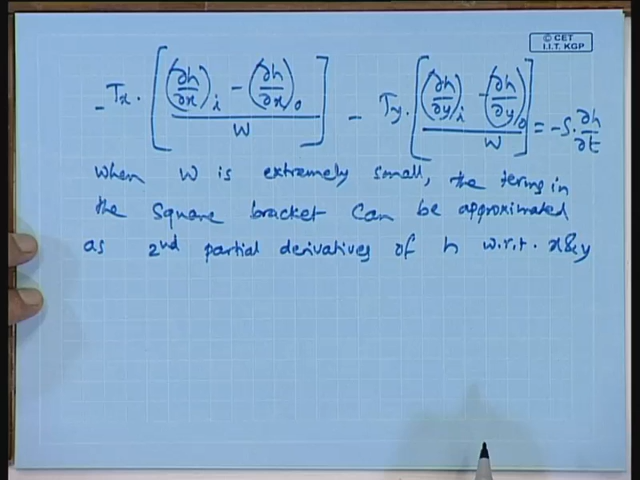 © CET
I.I.T. KGP
- Tx · [ ((∂h/∂x)i - (∂h/∂x)o) / W ] - Ty · [ ((∂h/∂y)i - (∂h/∂y)o) / W ] = -S · ∂h/∂t
When W is extremely small, the terms in
the square bracket can be approximated
as 2nd partial derivatives of h w.r.t. x & y